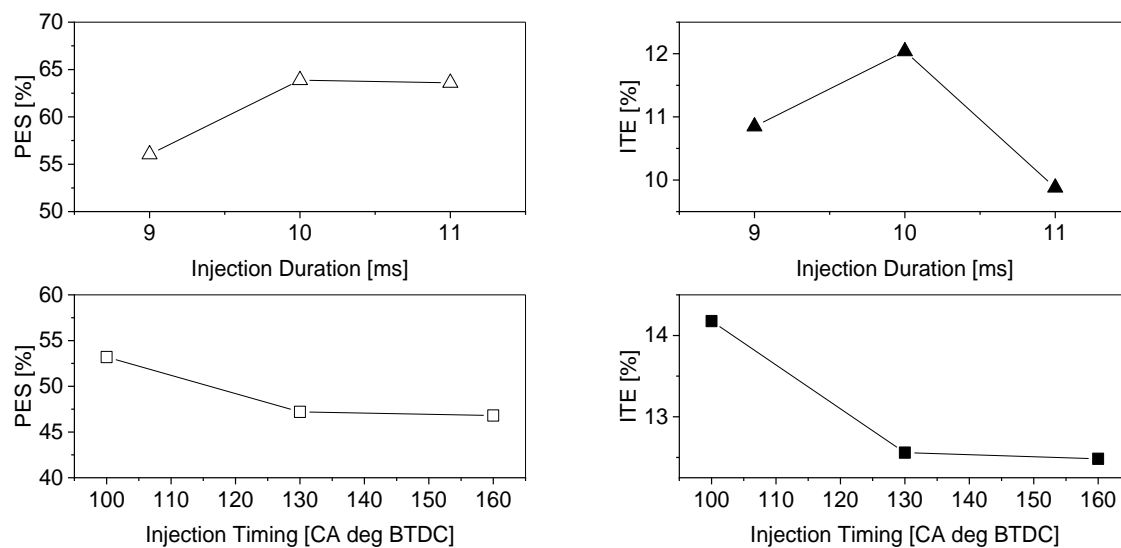 PES [%]
70
65
60
55
50
9 10 11
Injection Duration [ms]
ITE [%]
12
11
10
9 10 11
Injection Duration [ms]
PES [%]
60
55
50
45
40
100 110 120 130 140 150 160
Injection Timing [CA deg BTDC]
ITE [%]
14
13
100 110 120 130 140 150 160
Injection Timing [CA deg BTDC]